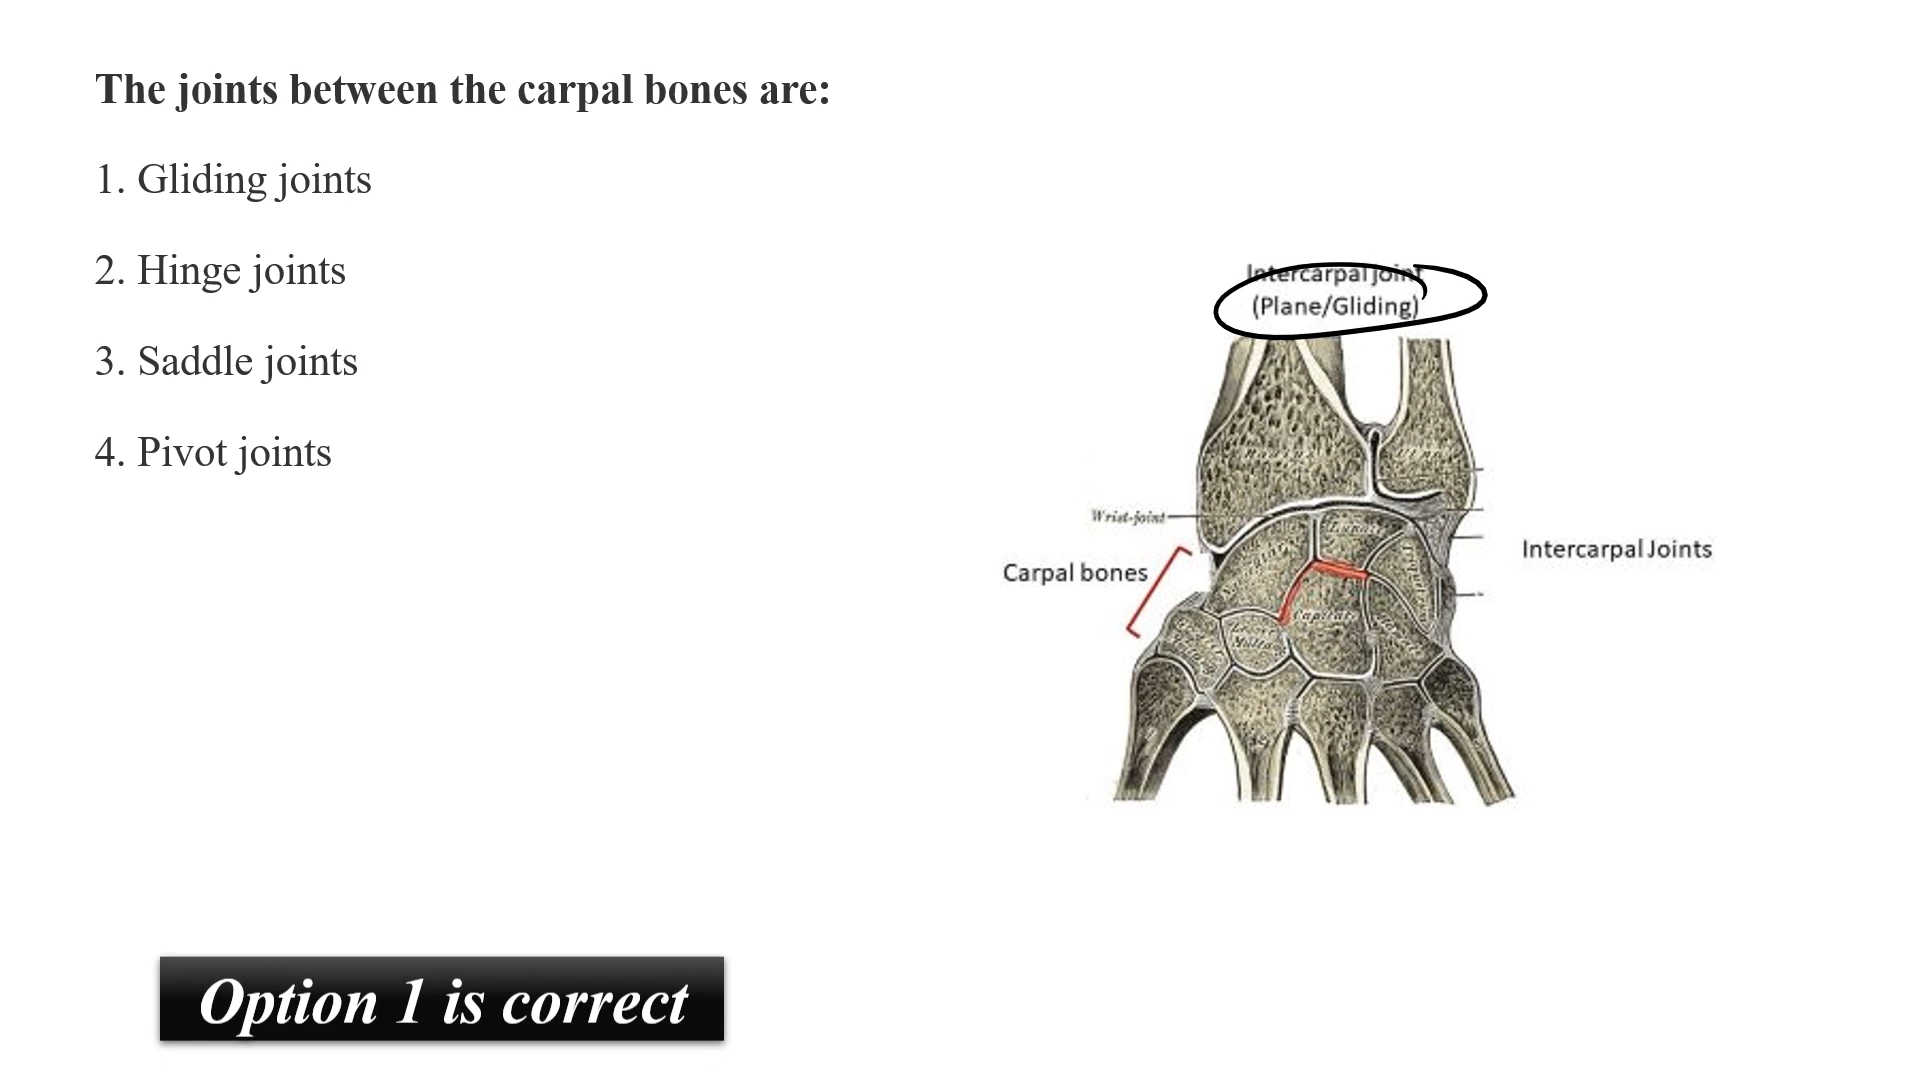 The joints between the carpal bones are:
1. Gliding joints
2. Hinge joints
3. Saddle joints
4. Pivot joints
Intercarpal joint
(Plane/Gliding)
Wrist-joint
Carpal bones
Intercarpal Joints
Capitate
Option 1 is correct